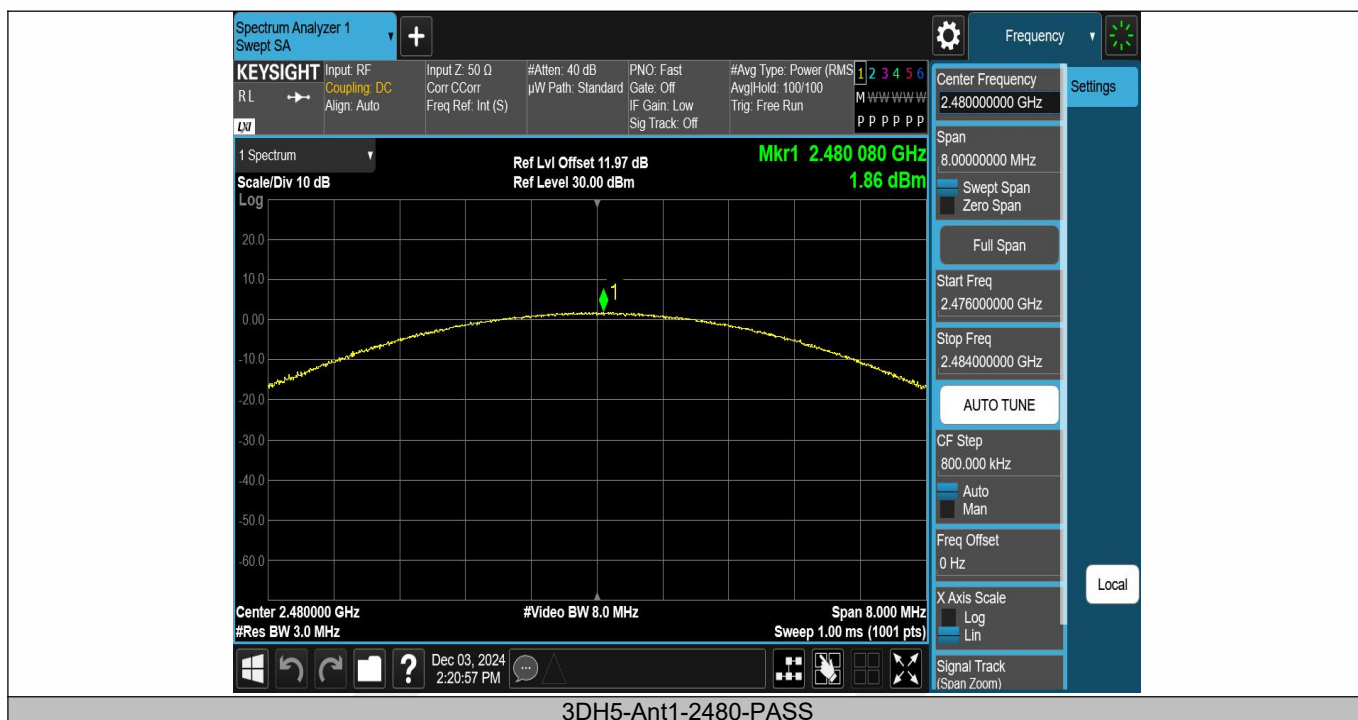 Spectrum Analyzer 1
Swept SA
+
Frequency
KEYSIGHT
RL
LXI
Input: RF
Coupling: DC
Align: Auto
Input Z: 50 Ω
Corr CCorr
Freq Ref: Int (S)
#Atten: 40 dB
µW Path: Standard
PNO: Fast
Gate: Off
IF Gain: Low
Sig Track: Off
#Avg Type: Power (RMS
Avg|Hold: 100/100
Trig: Free Run
1 2 3 4 5 6
M W W W W W
P P P P P P
1 Spectrum
Scale/Div 10 dB
Log
Ref Lvl Offset 11.97 dB
Ref Level 30.00 dBm
Mkr1 2.480 080 GHz
1.86 dBm
20.0
10.0
0.00
-10.0
-20.0
-30.0
-40.0
-50.0
-60.0
1
Center 2.480000 GHz
#Video BW 8.0 MHz
Span 8.000 MHz
#Res BW 3.0 MHz
Sweep 1.00 ms (1001 pts)
?
Dec 03, 2024
2:20:57 PM
Center Frequency
2.480000000 GHz
Settings
Span
8.00000000 MHz
Swept Span
Zero Span
Full Span
Start Freq
2.476000000 GHz
Stop Freq
2.484000000 GHz
AUTO TUNE
CF Step
800.000 kHz
Auto
Man
Freq Offset
0 Hz
Local
X Axis Scale
Log
Lin
Signal Track
(Span Zoom)
3DH5-Ant1-2480-PASS